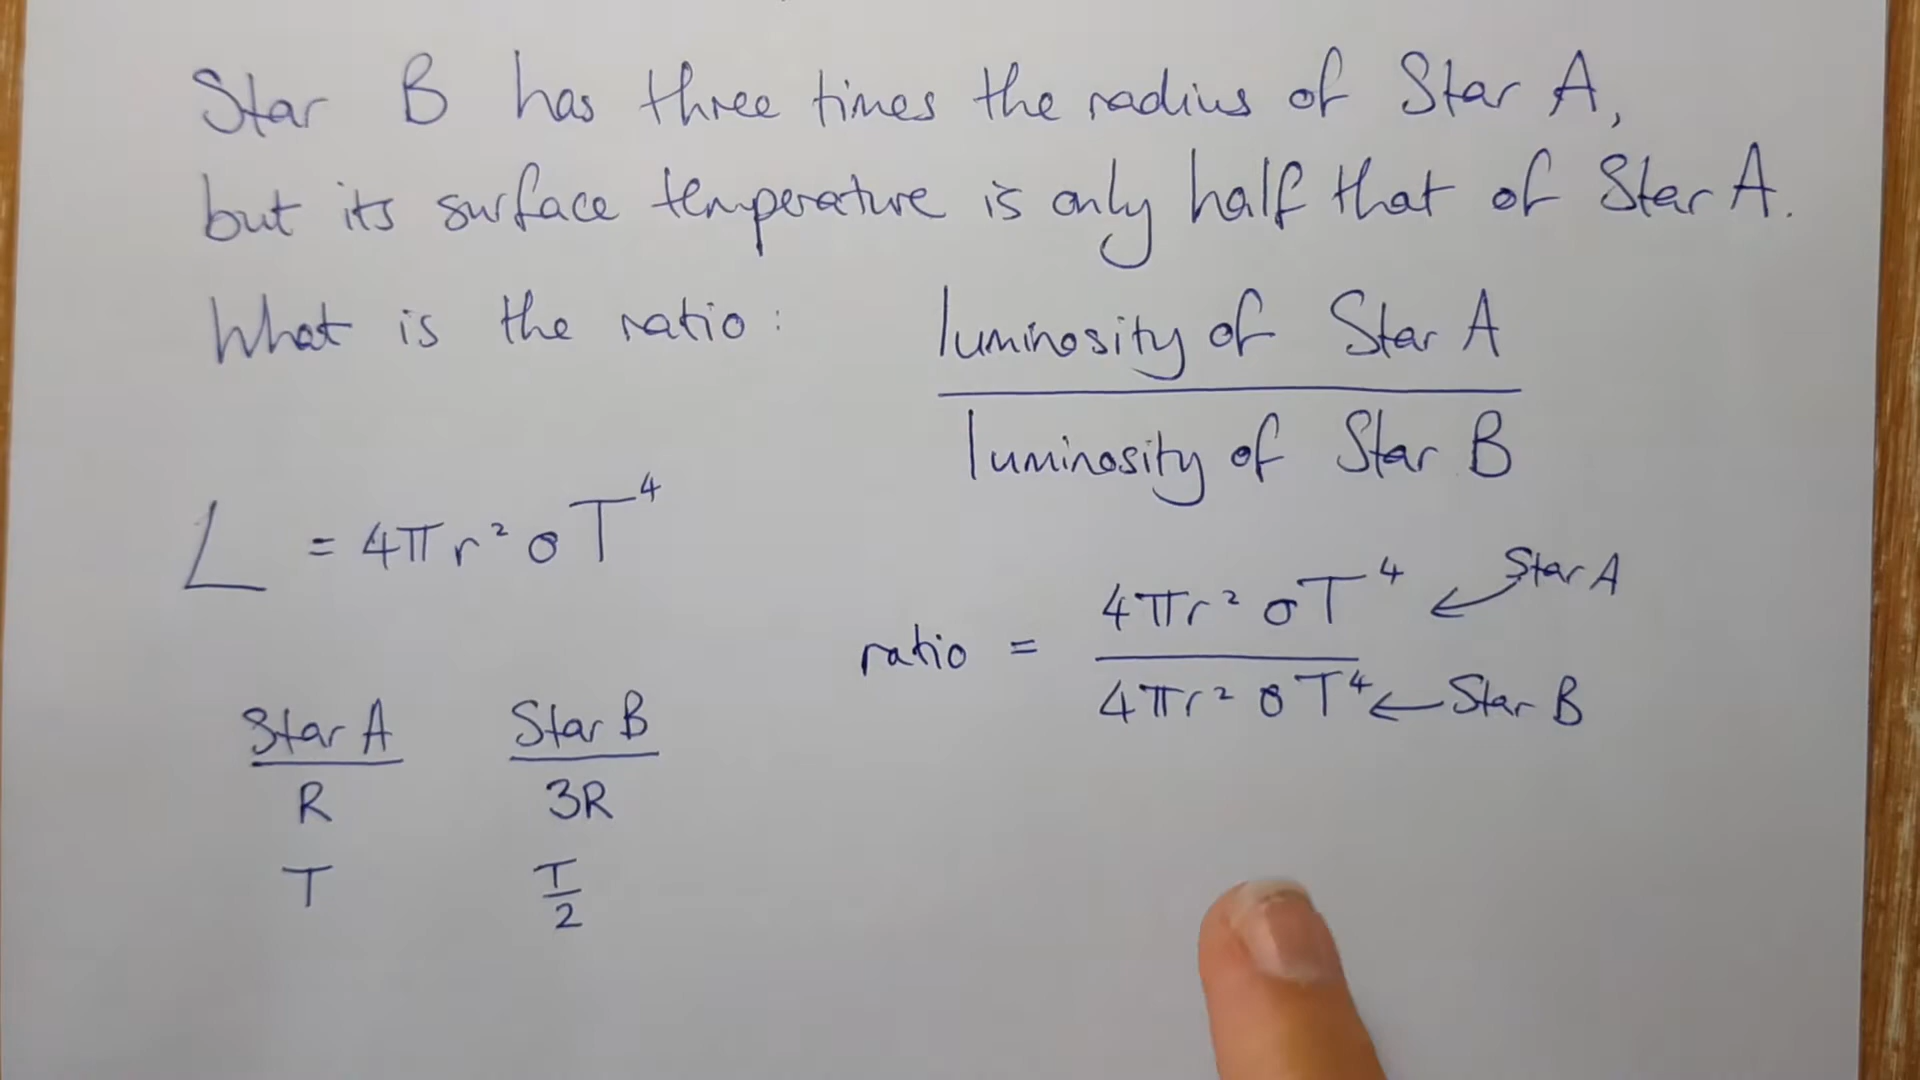 Star B has three times the radius of Star A,
but its surface temperature is only half that of Star A.
What is the ratio:
luminosity of Star A
luminosity of Star B
L = 4πr²σT⁴
ratio = 4πr²σT⁴ ← Star A
4πr²σT⁴ ← Star B
Star A Star B
R 3R
T T/2